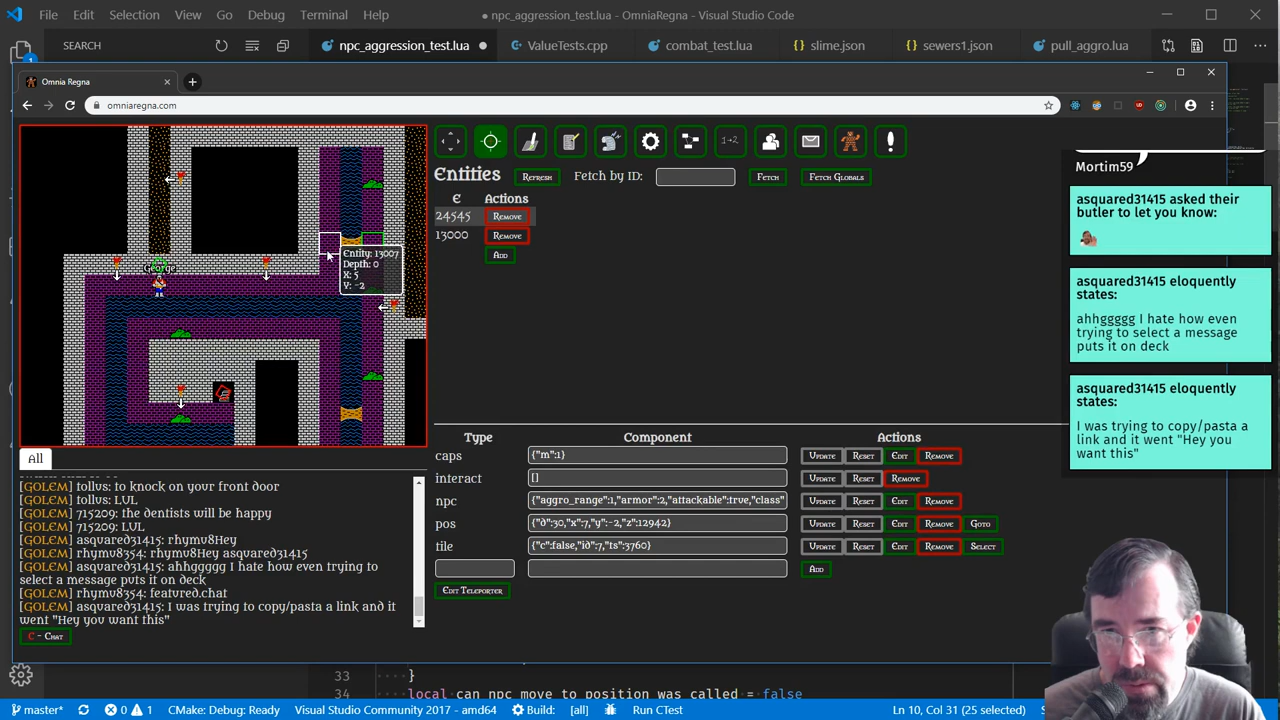 File Edit Selection View Go Debug Terminal Help
npc_aggression_test.lua - OmniaRegna - Visual Studio Code
SEARCH
npc_aggression_test.lua
ValueTests.cpp
combat_test.lua
slime.json
sewers1.json
pull_aggro.lua
Omnia Regna
omniaregna.com
George
Entity: 13007
Depth: 0
X: 5
Y: -2
Entities
Refresh
Fetch by ID:
Fetch
Fetch Globals
E Actions
24545 Remove
13000 Remove
Add
Type Component Actions
caps {"m":1} Update Reset Edit Remove
interact [] Update Reset Remove
npc {"aggro_range":1,"armor":2,"attackable":true,"class" Update Reset Edit Remove
pos {"d":30,"x":7,"y":-2,"z":12942} Update Reset Edit Remove Goto
tile {"c":false,"id":7,"ts":3760} Update Reset Edit Remove Select
Add
Edit Teleporter
All
[GOLEM] tollus: to knock on your front door
[GOLEM] tollus: LUL
[GOLEM] 715209: the dentists will be happy
[GOLEM] 715209: LUL
[GOLEM] asquared31415: rhymv8Hey
[GOLEM] rhymv8354: rhymv8Hey asqvared31415
[GOLEM] asquared31415: ahhggggg I hate how even trying to
select a message puts it on deck
[GOLEM] rhymv8354: featured.chat
[GOLEM] asquared31415: I was trying to copy/pasta a link and it
went "Hey you want this"
C - Chat
Mortim59
asquared31415 asked their
butler to let you know:
asquared31415 eloquently
states:
ahhggggg I hate how even
trying to select a message
puts it on deck
asquared31415 eloquently
states:
I was trying to copy/pasta a
link and it went "Hey you
want this"
33 }
34 local can_npc_move_to_position_was_called = false
master* 0 1 CMake: Debug: Ready Visual Studio Community 2017 - amd64 Build: [all] Run CTest Ln 10, Col 31 (25 selected)